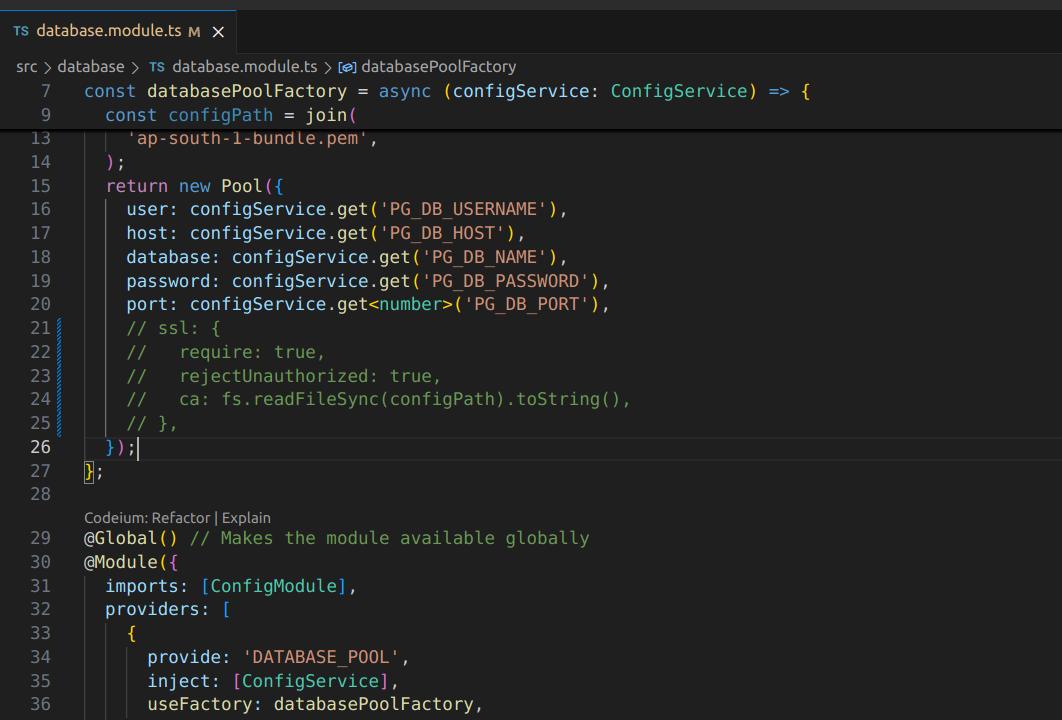 TS database.module.ts M ×
src > database > TS database.module.ts > databasePoolFactory
7 const databasePoolFactory = async (configService: ConfigService) => {
9 const configPath = join(
13 'ap-south-1-bundle.pem',
14 );
15 return new Pool({
16 user: configService.get('PG_DB_USERNAME'),
17 host: configService.get('PG_DB_HOST'),
18 database: configService.get('PG_DB_NAME'),
19 password: configService.get('PG_DB_PASSWORD'),
20 port: configService.get<number>('PG_DB_PORT'),
21 // ssl: {
22 //   require: true,
23 //   rejectUnauthorized: true,
24 //   ca: fs.readFileSync(configPath).toString(),
25 // },
26 });
27 };
28
Codeium: Refactor | Explain
29 @Global() // Makes the module available globally
30 @Module({
31 imports: [ConfigModule],
32 providers: [
33 {
34 provide: 'DATABASE_POOL',
35 inject: [ConfigService],
36 useFactory: databasePoolFactory,